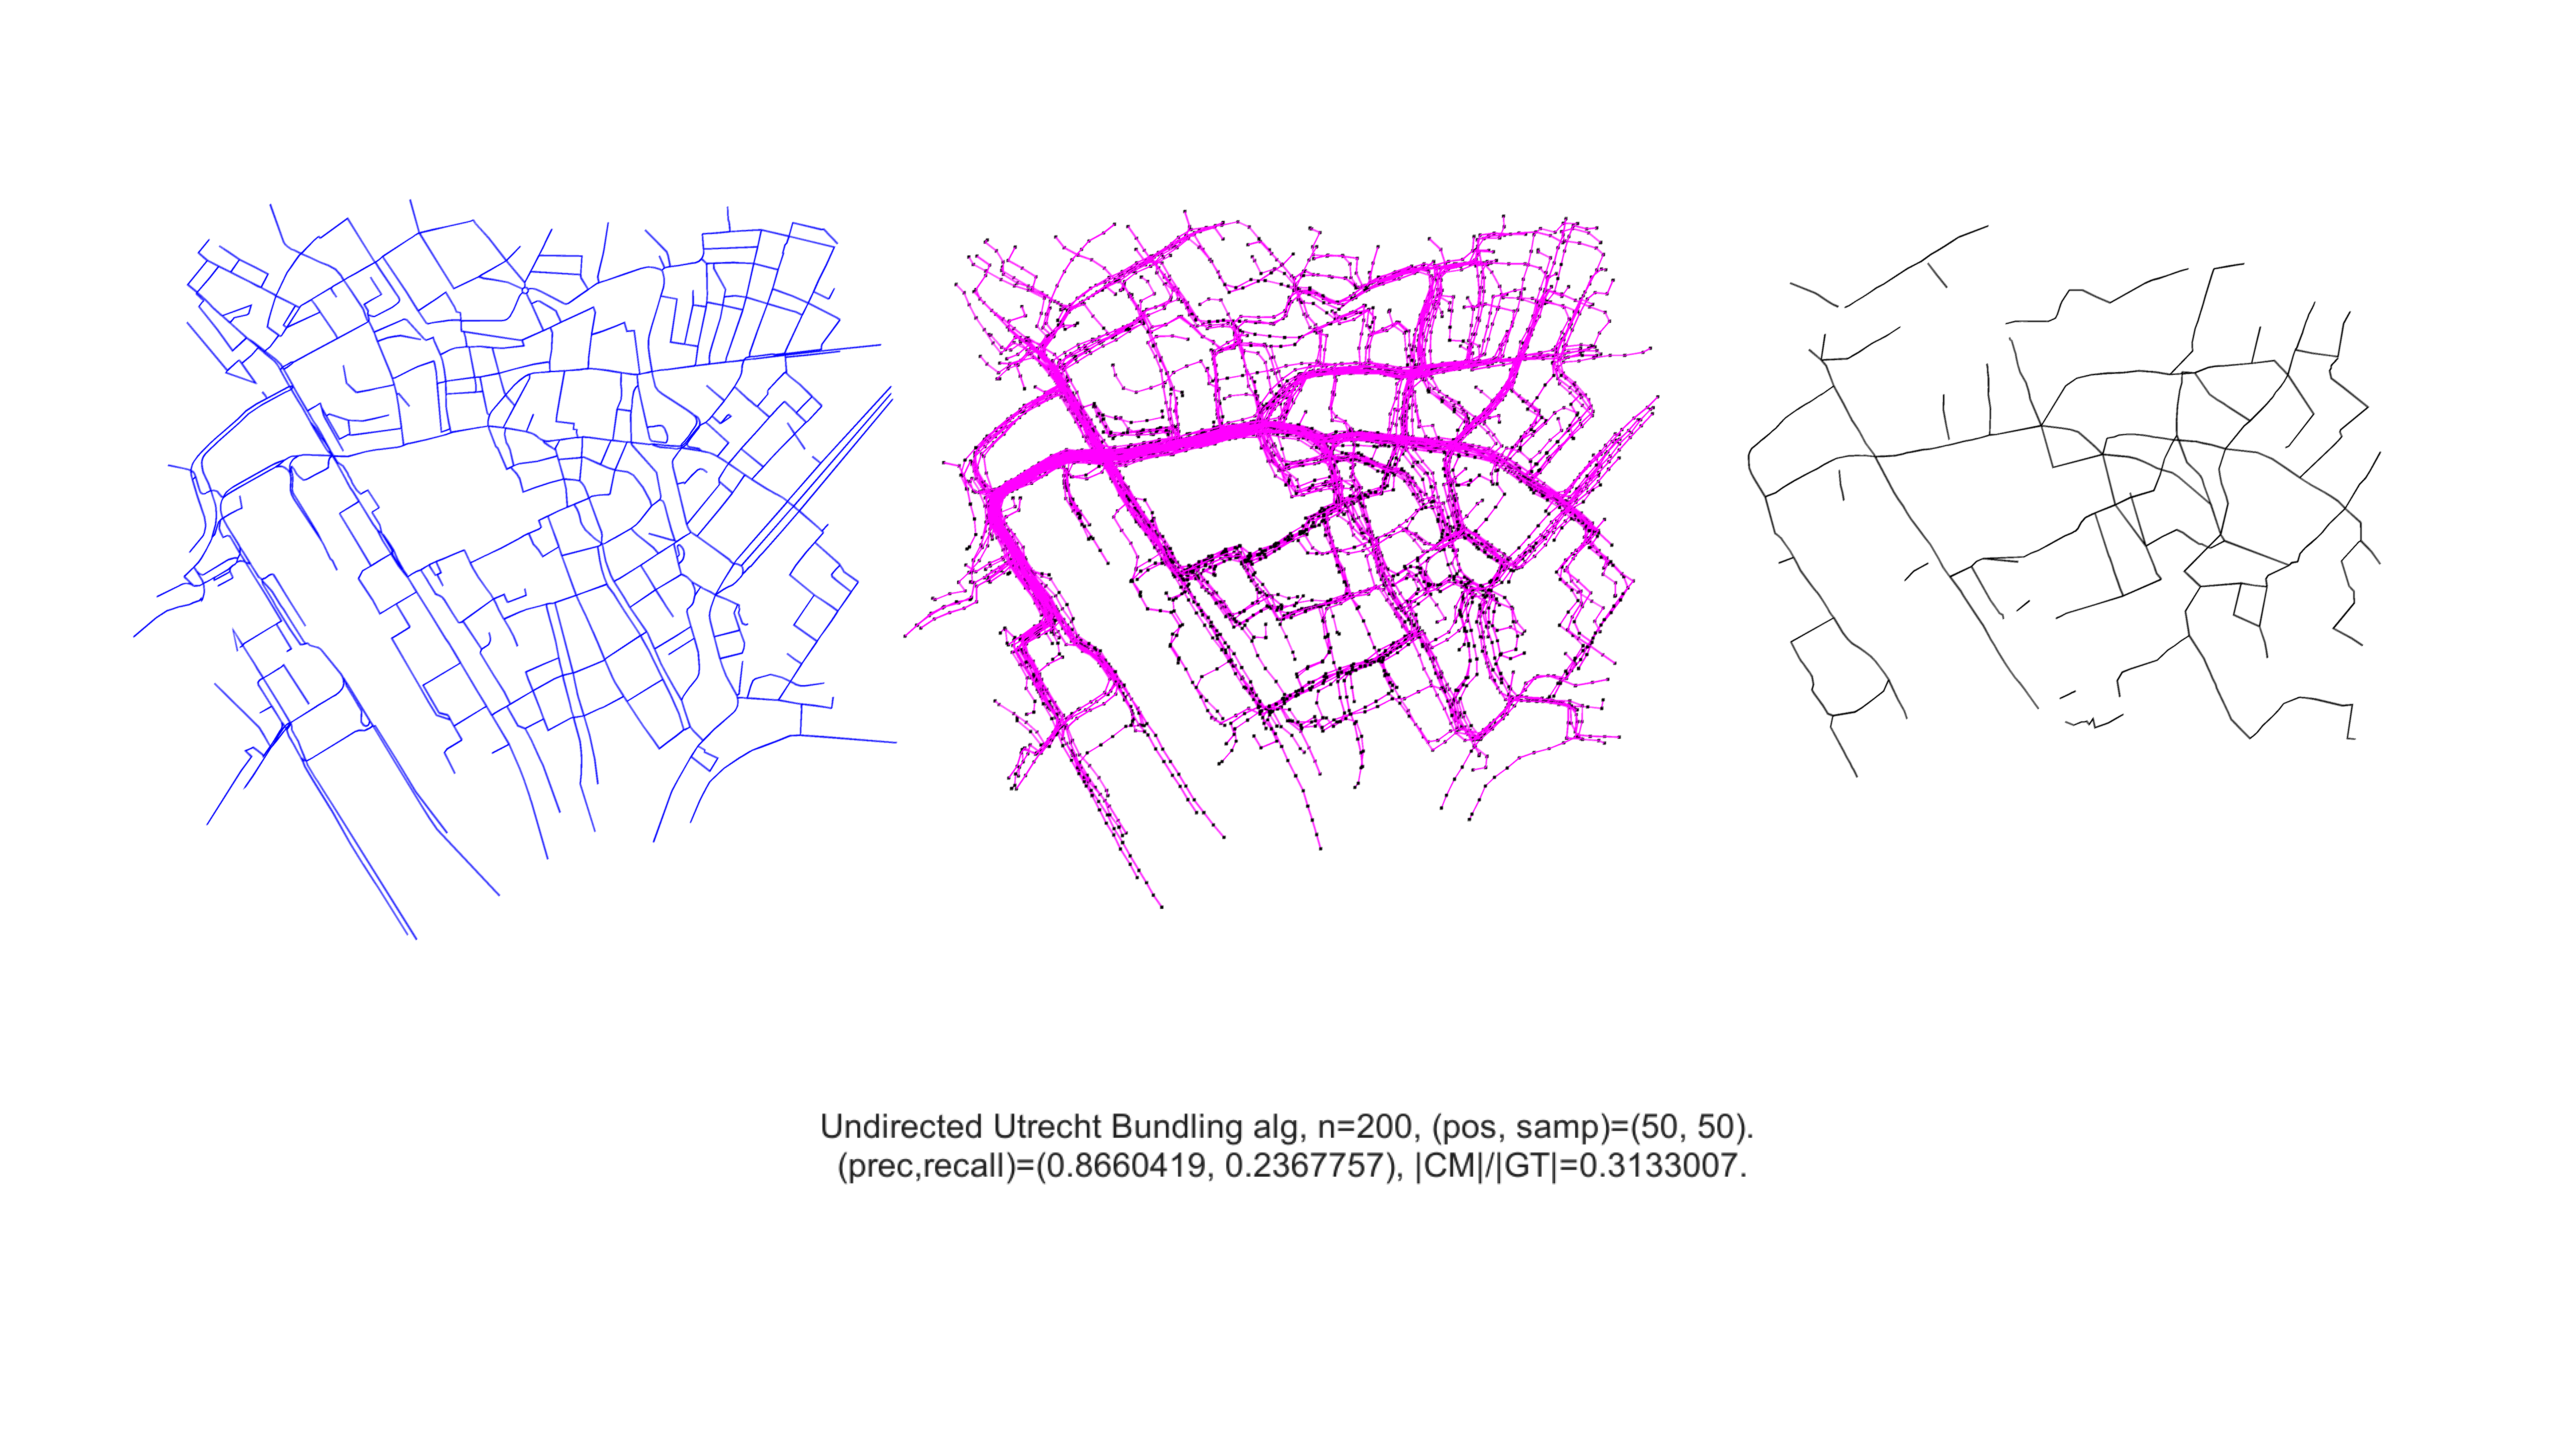 Undirected Utrecht Bundling alg, n=200, (pos, samp)=(50, 50).
(prec,recall)=(0.8660419, 0.2367757), |CM|/|GT|=0.3133007.